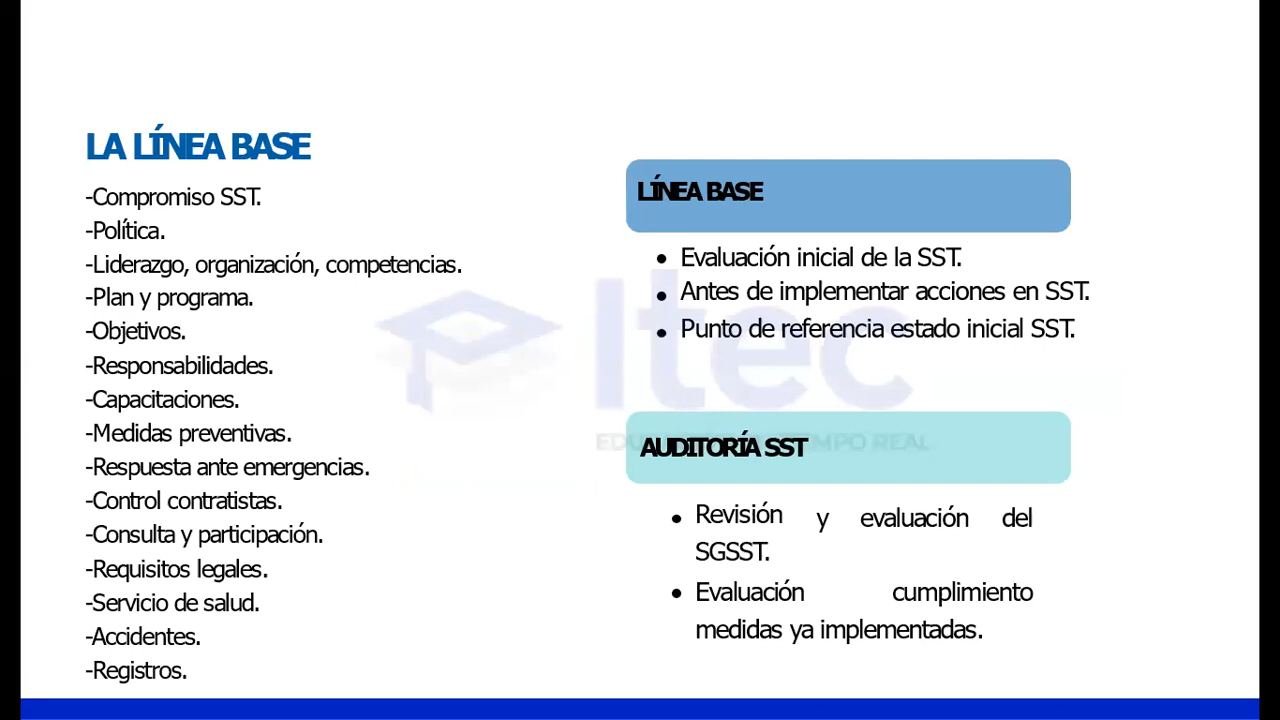 LA LÍNEA BASE
-Compromiso SST.
-Política.
-Liderazgo, organización, competencias.
-Plan y programa.
-Objetivos.
-Responsabilidades.
-Capacitaciones.
-Medidas preventivas.
-Respuesta ante emergencias.
-Control contratistas.
-Consulta y participación.
-Requisitos legales.
-Servicio de salud.
-Accidentes.
-Registros.
LÍNEA BASE
• Evaluación inicial de la SST.
• Antes de implementar acciones en SST.
• Punto de referencia estado inicial SST.
Itec
AUDITORÍA SST
• Revisión y evaluación del
SGSST.
• Evaluación cumplimiento
medidas ya implementadas.